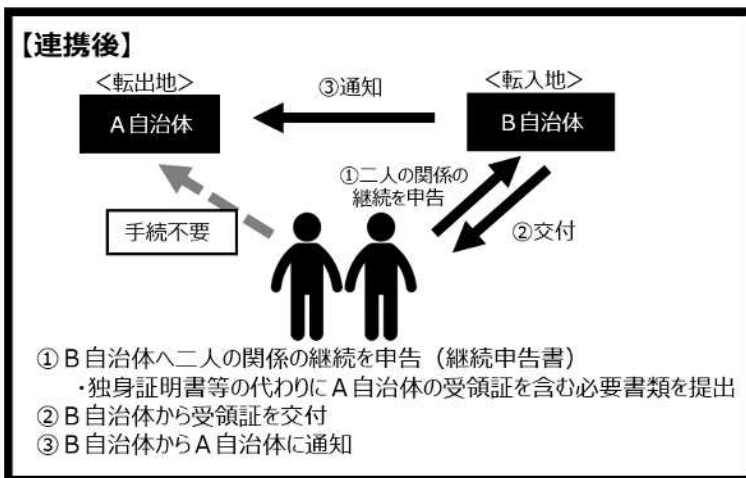 【連携後】
＜転出地＞
A自治体
③通知
＜転入地＞
B自治体
①二人の関係の
継続を申告
②交付
手続不要
①B自治体へ二人の関係の継続を申告（継続申告書）
・独身証明書等の代わりにA自治体の受領証を含む必要書類を提出
②B自治体から受領証を交付
③B自治体からA自治体に通知